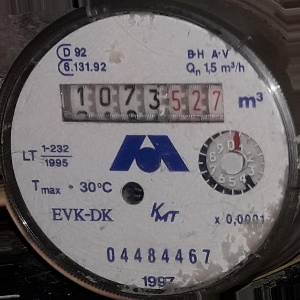 D 92
6.131.92
B·H A·V
Qn 1,5 m³/h
1073527 m³
LT 1-232
1995
Tmax + 30°C
EVK-DK
x 0,0001
04484467
1997